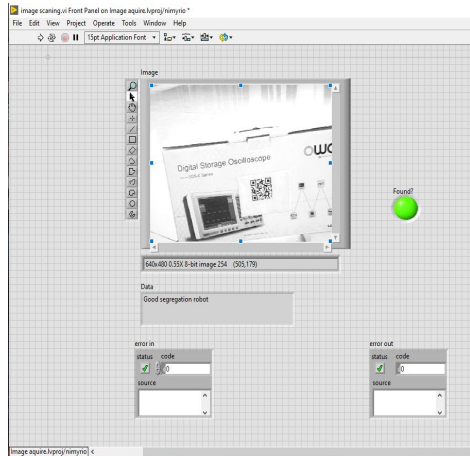 image scaning.vi Front Panel on Image aquire.lvproj/nimyrio *
File Edit View Project Operate Tools Window Help
15pt Application Font
Image
Digital Storage Osolloscope
OWO
640x480 0.55X 8-bit image 254 (505,179)
Found?
Data
Good segregation robot
error in
status code
0
source
error out
status code
0
source
Image aquire.lvproj/nimyrio <